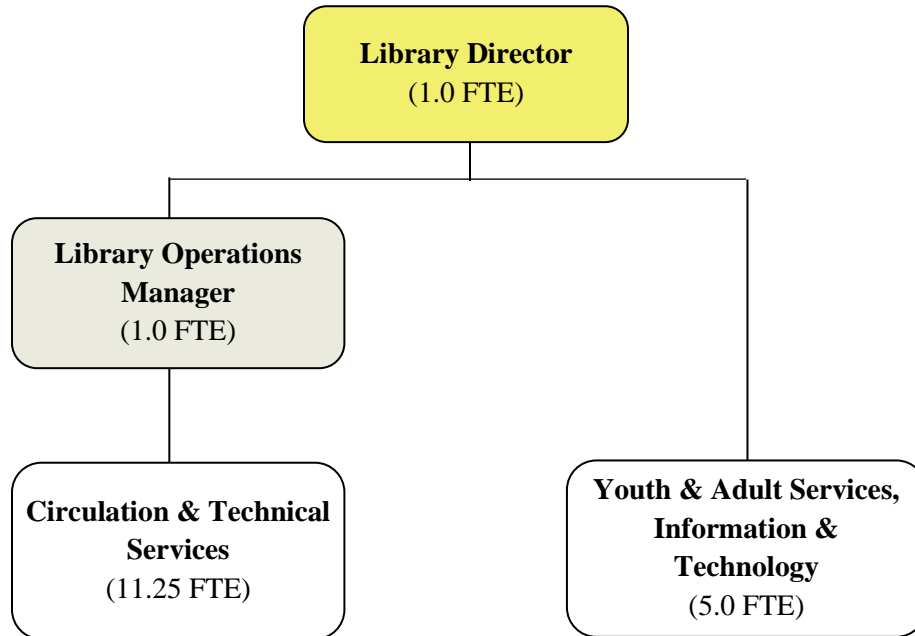 Library Director
(1.0 FTE)
Library Operations
Manager
(1.0 FTE)
Circulation & Technical
Services
(11.25 FTE)
Youth & Adult Services,
Information &
Technology
(5.0 FTE)